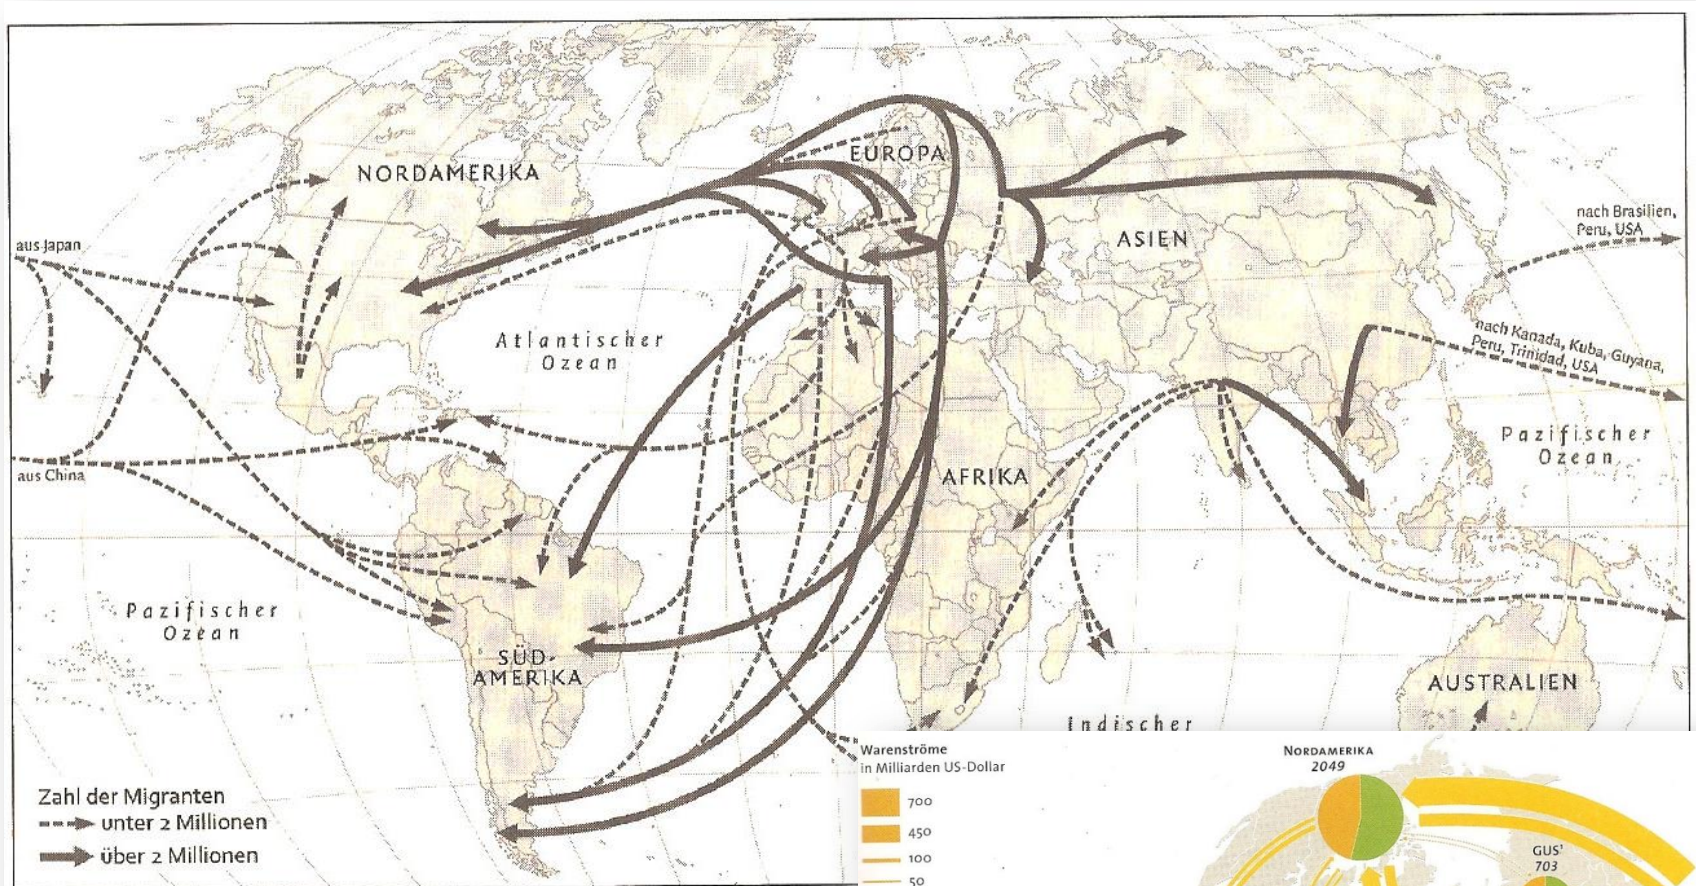 NORDAMERIKA
EUROPA
ASIEN
aus Japan
nach Brasilien,
Peru, USA
Atlantischer
Ozean
nach Kanada, Kuba, Guyana,
Peru, Trinidad, USA
Pazifischer
Ozean
aus China
AFRIKA
Pazifischer
Ozean
SÜD-
AMERIKA
AUSTRALIEN
Indischer
Zahl der Migranten
unter 2 Millionen
über 2 Millionen
Warenströme
in Milliarden US-Dollar
700
450
100
50
NORDAMERIKA
2049
GUS'
703